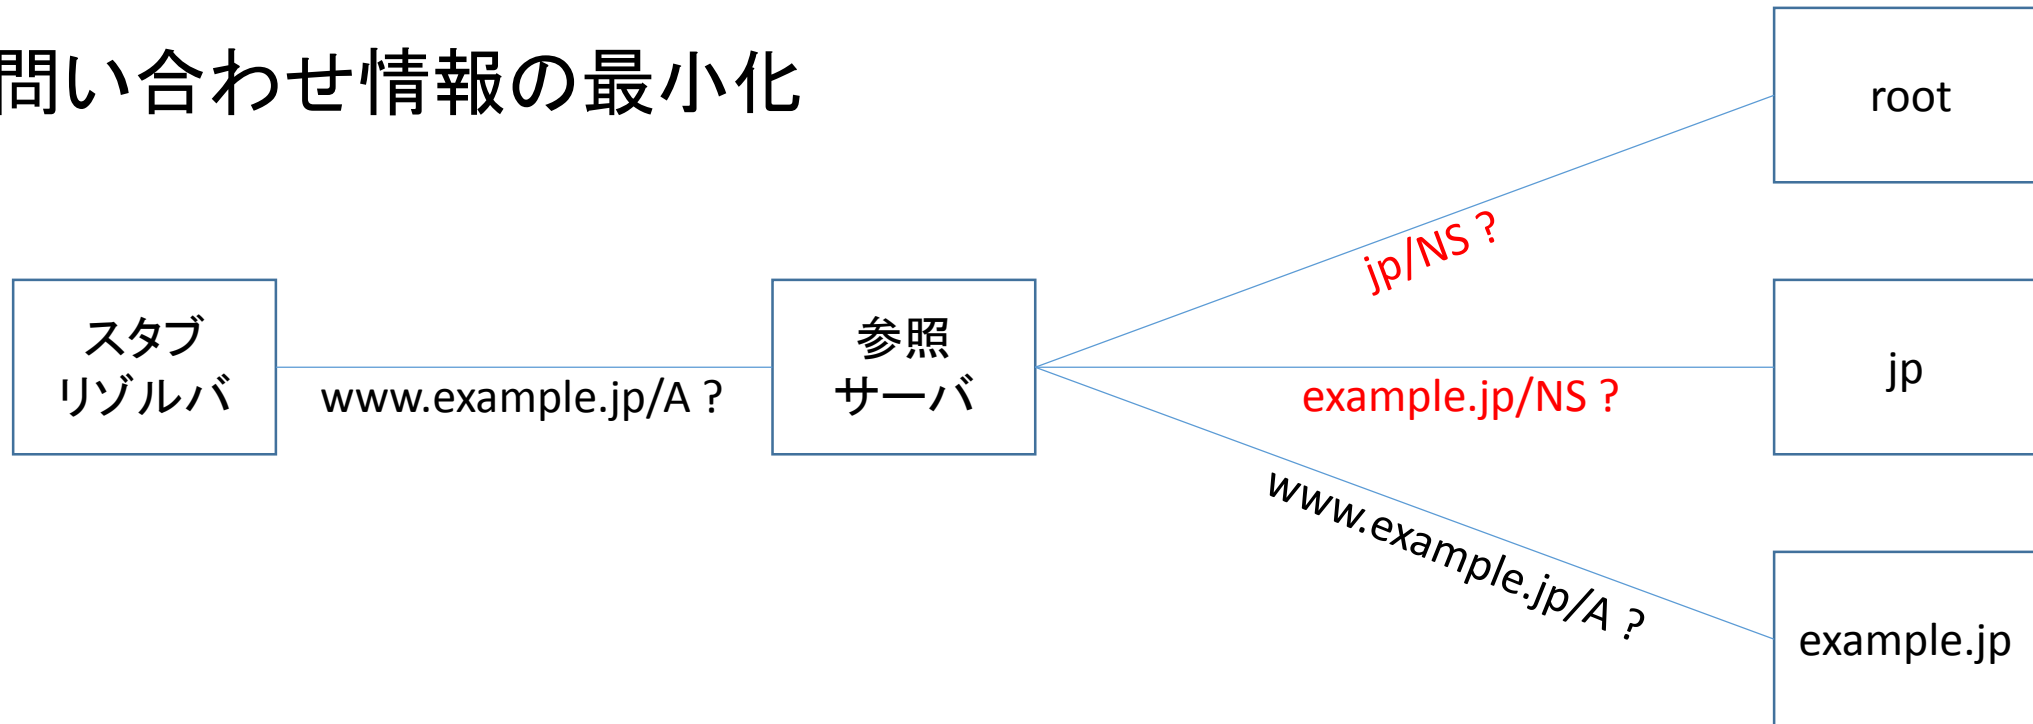 問い合わせ情報の最小化
root
jp/NS ?
スタブ
リゾルバ
www.example.jp/A ?
参照
サーバ
example.jp/NS ?
jp
www.example.jp/A ?
example.jp